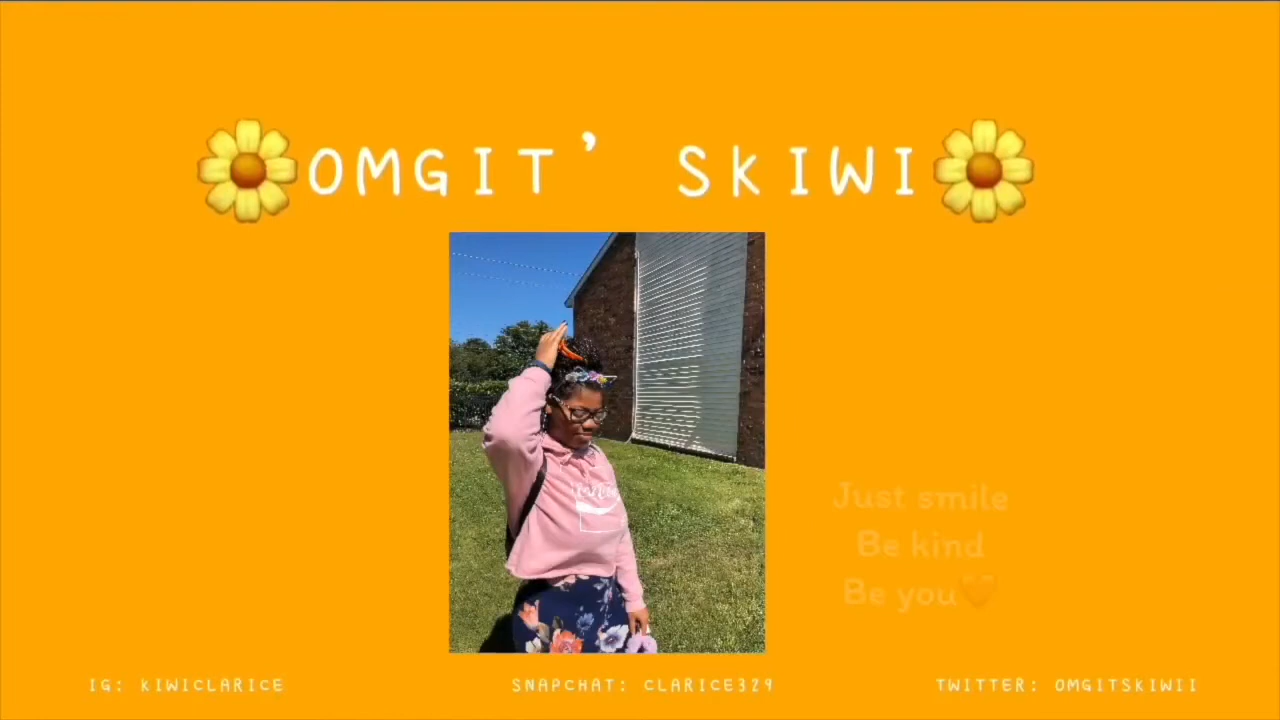 OMGIT' SKIWI
Just smile
Be kind
Be you🧡
IG: KIWICLARICE
SNAPCHAT: CLARICE329
TWITTER: OMGITSKIWII